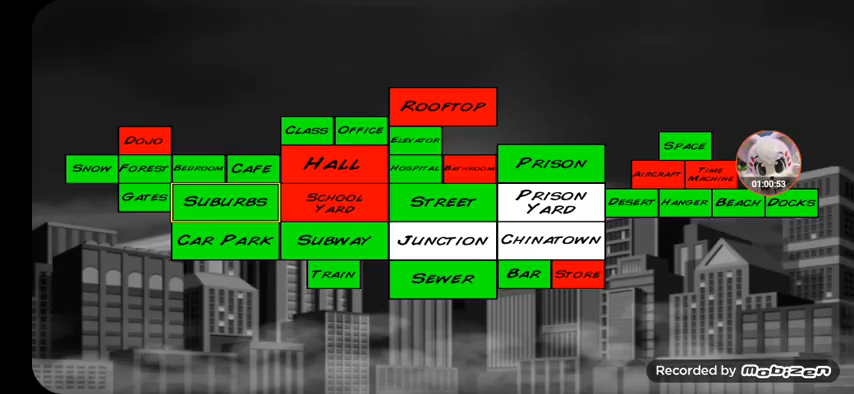 ROOFTOP
CLASS
OFFICE
DOJO
ELEVATOR
SPACE
SNOW
FOREST
BEDROOM
CAFE
HALL
HOSPITAL
BATHROOM
PRISON
AIRCRAFT
TIME
MACHINE
01:00:53
GATES
SUBURBS
SCHOOL
YARD
STREET
PRISON
YARD
DESERT
HANGER
BEACH
DOCKS
CAR PARK
SUBWAY
JUNCTION
CHINATOWN
TRAIN
SEWER
BAR
STORE
Recorded by mobizen